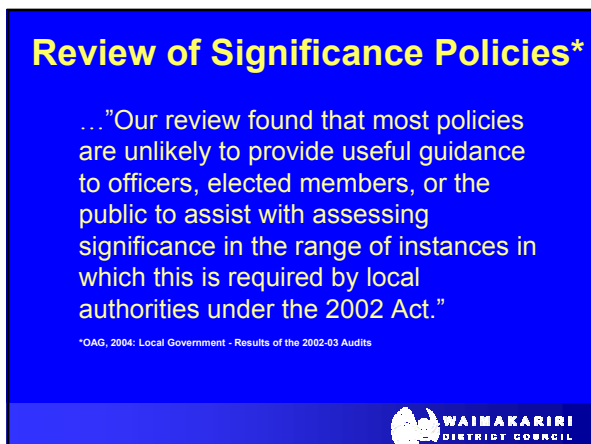 Review of Significance Policies*
…”Our review found that most policies
are unlikely to provide useful guidance
to officers, elected members, or the
public to assist with assessing
significance in the range of instances in
which this is required by local
authorities under the 2002 Act.”
*OAG, 2004: Local Government - Results of the 2002-03 Audits
WAIMAKARIRI
DISTRICT COUNCIL